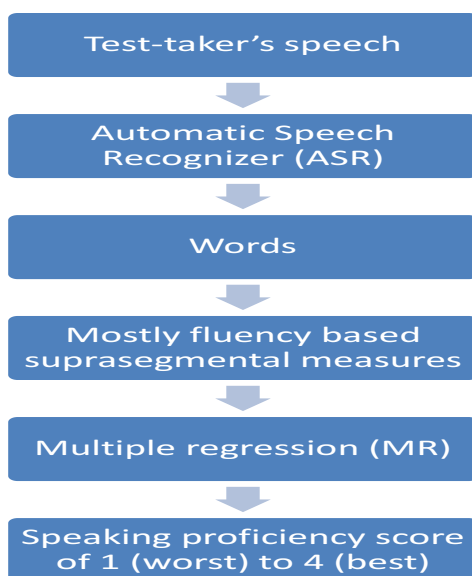 Test-taker’s speech
Automatic Speech
Recognizer (ASR)
Words
Mostly fluency based
suprasegmental measures
Multiple regression (MR)
Speaking proficiency score
of 1 (worst) to 4 (best)